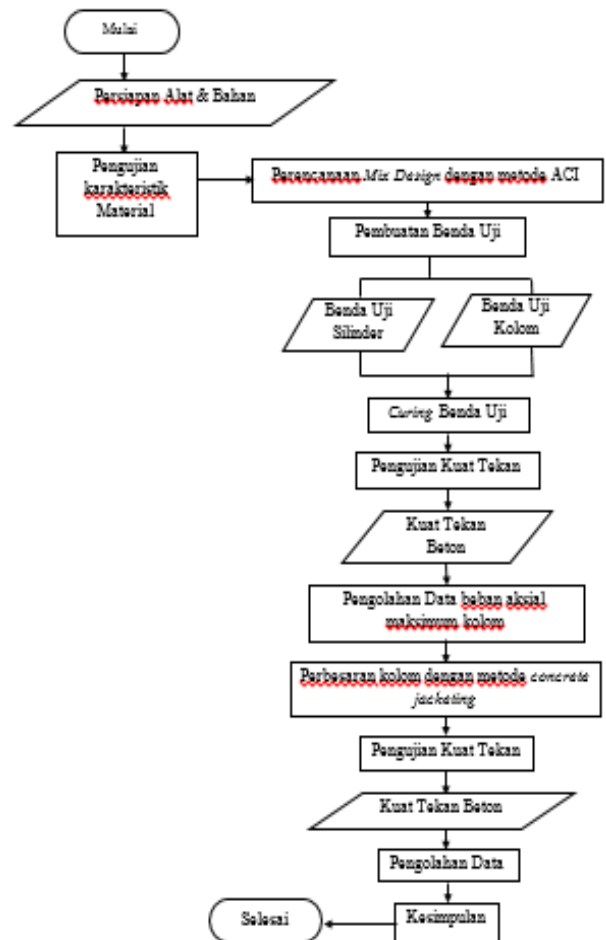 Mulai
Persiapan Alat & Bahan
Pengujian
karakteristik
Material
Perencanaan Mix Design dengan metode ACI
Pembuatan Benda Uji
Benda Uji
Silinder
Benda Uji
Kolom
Curing Benda Uji
Pengujian Kuat Tekan
Kuat Tekan
Beton
Pengolahan Data beban aksial
maksimum kolom
Perbesaran kolom dengan metode concrete
jacketing
Pengujian Kuat Tekan
Kuat Tekan Beton
Pengolahan Data
Kesimpulan
Selesai